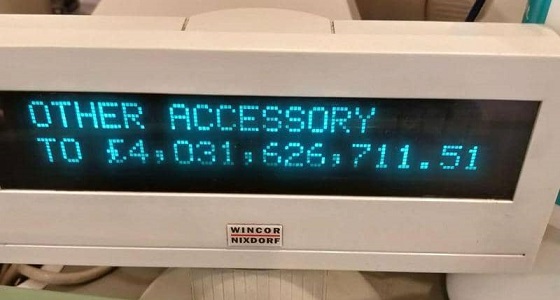 OTHER ACCESSORY
TO £4,031,626,711.51
WINCOR
NIXDORF